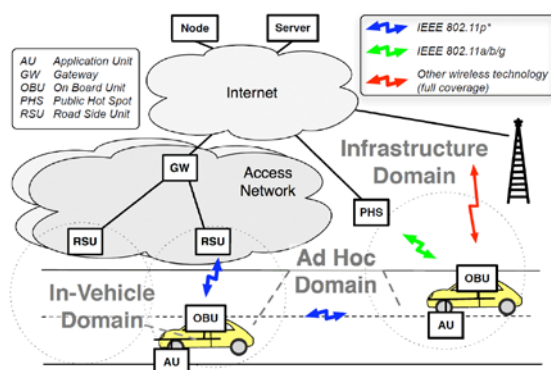 Node
Server
IEEE 802.11p*
IEEE 802.11a/b/g
Other wireless technology
(full coverage)
AU Application Unit
GW Gateway
OBU On Board Unit
PHS Public Hot Spot
RSU Road Side Unit
Internet
GW
Access
Network
Infrastructure
Domain
PHS
RSU
RSU
Ad Hoc
Domain
In-Vehicle
Domain
OBU
AU
OBU
AU